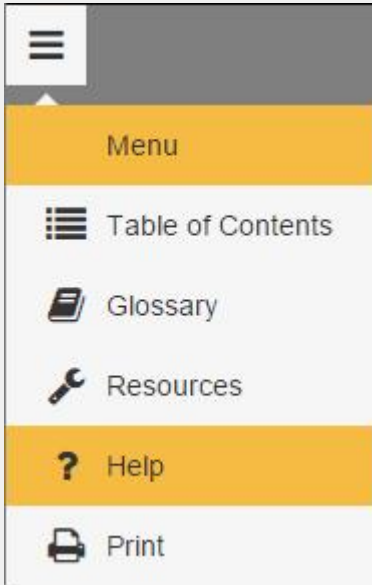 Menu
Table of Contents
Glossary
Resources
? Help
Print